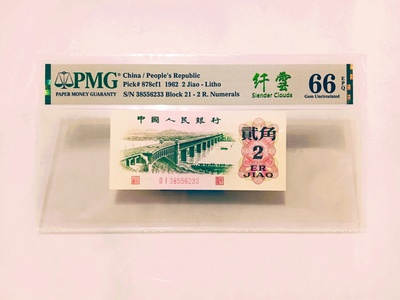 PMG
PAPER MONEY GUARANTY
China / People's Republic
Pick# 878cf1 1962 2 Jiao - Litho
S/N 38556233 Block 21 - 2 R. Numerals
纤雲
Slender Clouds
66 EPQ
Gem Uncirculated
中國人民銀行
貳角
2
ER
JIAO
38556233